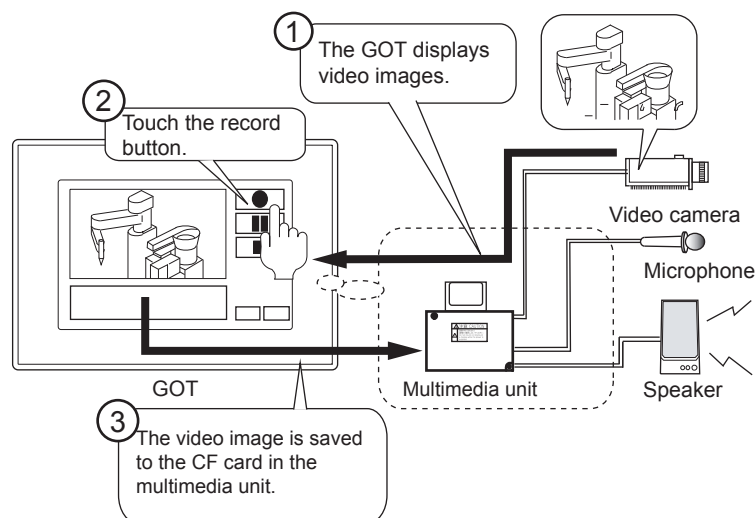 1
The GOT displays
video images.
2
Touch the record
button.
Video camera
Microphone
GOT
Multimedia unit
Speaker
3
The video image is saved
to the CF card in the
multimedia unit.